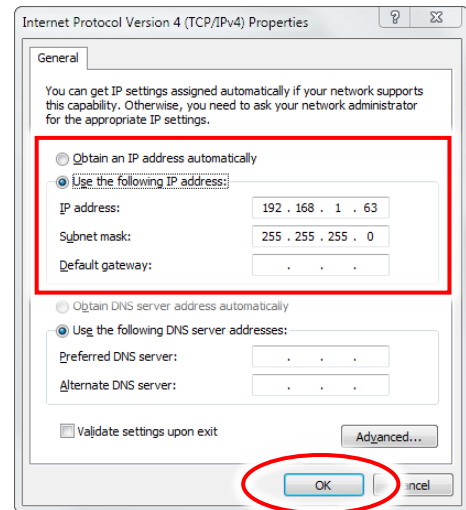 Internet Protocol Version 4 (TCP/IPv4) Properties
General
You can get IP settings assigned automatically if your network supports
this capability. Otherwise, you need to ask your network administrator
for the appropriate IP settings.
Obtain an IP address automatically
Use the following IP address:
IP address: 192 . 168 . 1 . 63
Subnet mask: 255 . 255 . 255 . 0
Default gateway: . . .
Obtain DNS server address automatically
Use the following DNS server addresses:
Preferred DNS server: . . .
Alternate DNS server: . . .
Validate settings upon exit
Advanced...
OK ncel